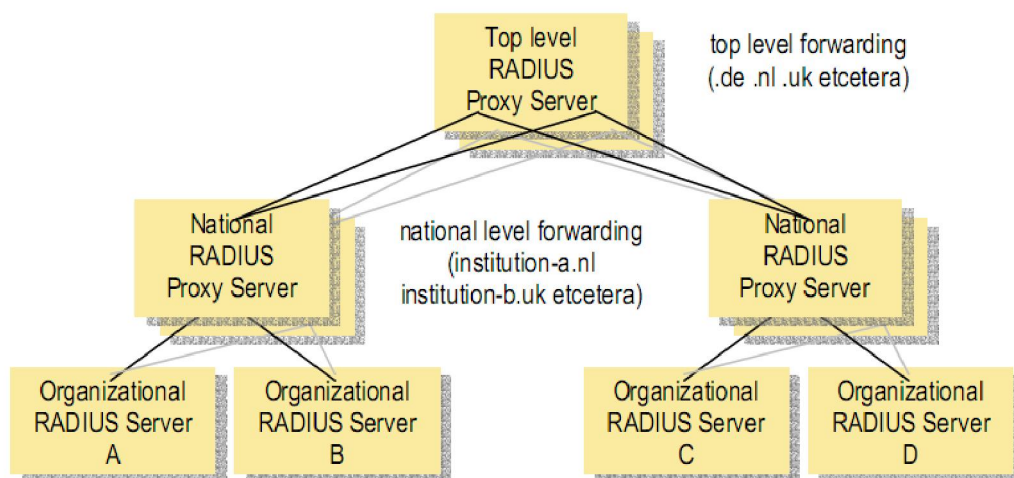 Top level
RADIUS
Proxy Server
top level forwarding
(.de .nl .uk etcetera)
National
RADIUS
Proxy Server
national level forwarding
(institution-a.nl
institution-b.uk etcetera)
National
RADIUS
Proxy Server
Organizational
RADIUS Server
A
Organizational
RADIUS Server
B
Organizational
RADIUS Server
C
Organizational
RADIUS Server
D